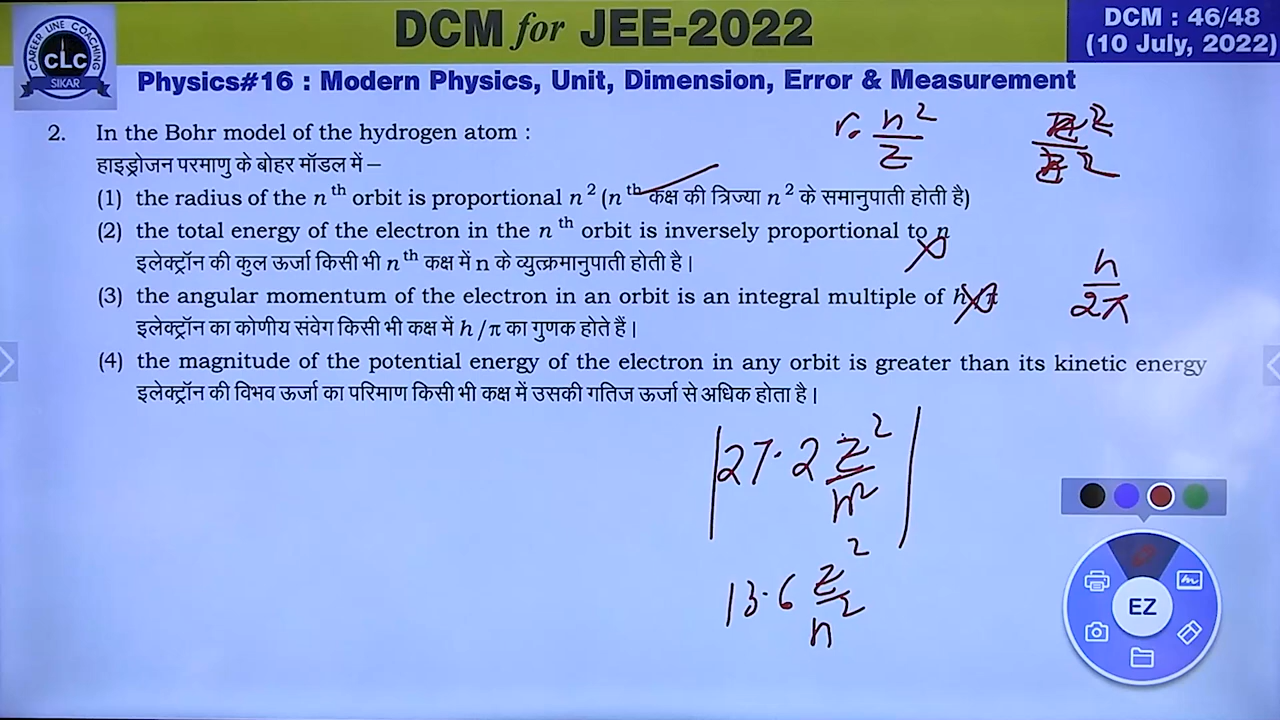 DCM for JEE-2022
DCM : 46/48
(10 July, 2022)
CAREER LINE COACHING
CLC
SIKAR
Physics#16 : Modern Physics, Unit, Dimension, Error & Measurement
2. In the Bohr model of the hydrogen atom :
हाइड्रोजन परमाणु के बोहर मॉडल में –
(1) the radius of the n th orbit is proportional n 2 (n th कक्ष की त्रिज्या n 2 के समानुपाती होती है)
(2) the total energy of the electron in the n th orbit is inversely proportional to n
इलेक्ट्रॉन की कुल ऊर्जा किसी भी n th कक्ष में n के व्युत्क्रमानुपाती होती है।
(3) the angular momentum of the electron in an orbit is an integral multiple of h/π
इलेक्ट्रॉन का कोणीय संवेग किसी भी कक्ष में h /π का गुणक होते हैं।
(4) the magnitude of the potential energy of the electron in any orbit is greater than its kinetic energy
इलेक्ट्रॉन की विभव ऊर्जा का परिमाण किसी भी कक्ष में उसकी गतिज ऊर्जा से अधिक होता है।
n2
z
h
2π
|27.2 z2
n2 |
13.6 z2
n2
EZ